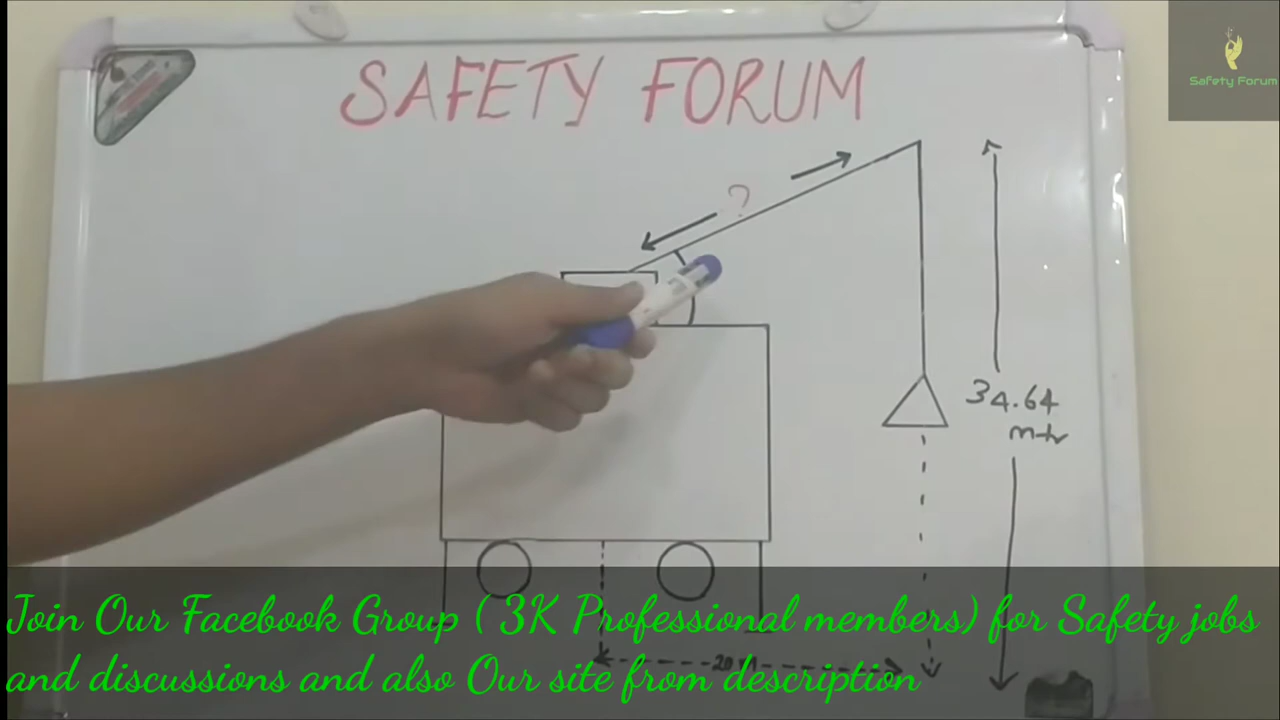 SAFETY FORUM
Safety Forum
?
34.64
mtr
Join Our Facebook Group ( 3K Professional members) for Safety jobs
and discussions and also Our site from description